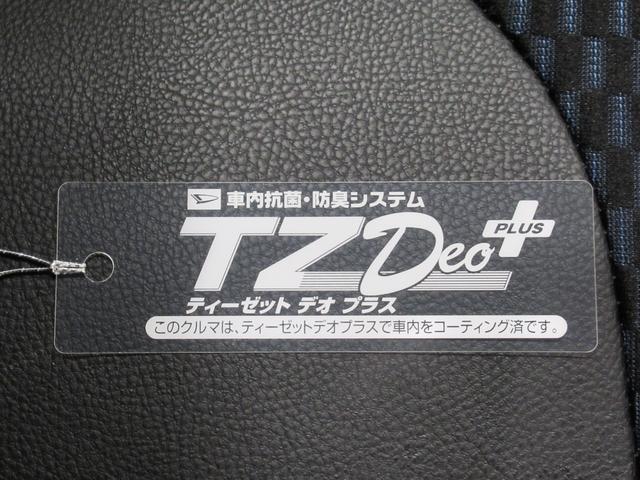 車内抗菌・防臭システム
TZ Deo PLUS
ティーゼット デオ プラス
このクルマは、ティーゼットデオプラスで車内をコーティング済です。